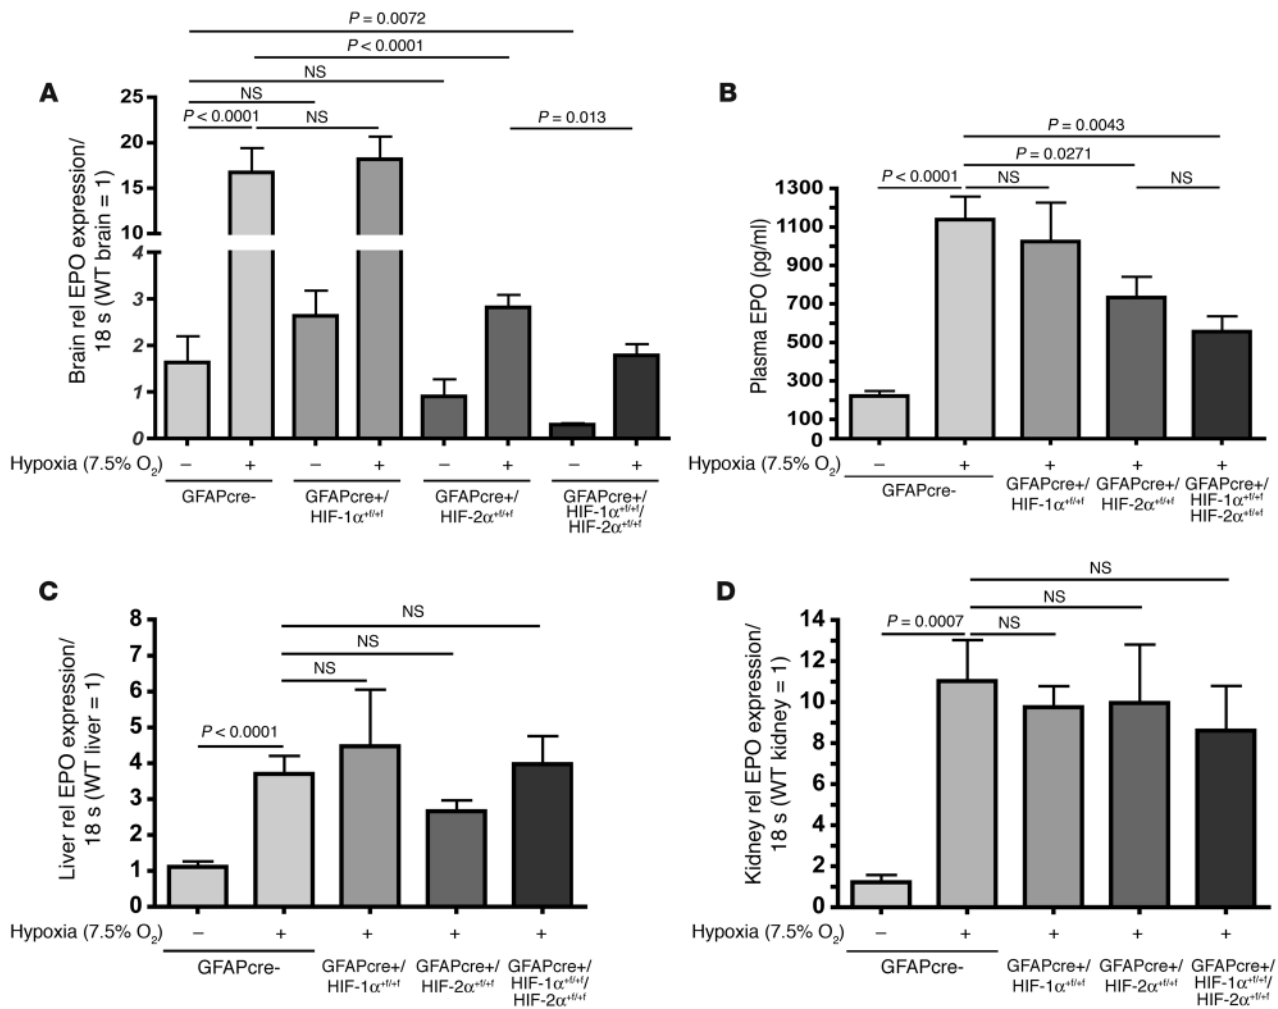 P = 0.0072
P < 0.0001
NS
NS
P < 0.0001 NS P = 0.013
A
25
20
15
10
4
3
2
1
0
Brain rel EPO expression/
18 s (WT brain = 1)
Hypoxia (7.5% O2) – + – + – + – +
GFAPcre- GFAPcre+/ GFAPcre+/ GFAPcre+/
HIF-1α+f/+f HIF-2α+f/+f HIF-1α+f/+f/
HIF-2α+f/+f
B
P = 0.0043
P = 0.0271
P < 0.0001 NS NS
1300
1100
900
700
500
300
100
0
Plasma EPO (pg/ml)
Hypoxia (7.5% O2) – + + + +
GFAPcre- GFAPcre+/ GFAPcre+/ GFAPcre+/
HIF-1α+f/+f HIF-2α+f/+f HIF-1α+f/+f
HIF-2α+f/+f
C
NS
NS
NS
P < 0.0001
8
7
6
5
4
3
2
1
0
Liver rel EPO expression/
18 s (WT liver = 1)
Hypoxia (7.5% O2) – + + + +
GFAPcre- GFAPcre+/ GFAPcre+/ GFAPcre+/
HIF-1α+f/+f HIF-2α+f/+f HIF-1α+f/+f/
HIF-2α+f/+f
D
NS
NS
P = 0.0007 NS
14
12
10
8
6
4
2
0
Kidney rel EPO expression/
18 s (WT kidney = 1)
Hypoxia (7.5% O2) – + + + +
GFAPcre- GFAPcre+/ GFAPcre+/ GFAPcre+/
HIF-1α+f/+f HIF-2α+f/+f HIF-1α+f/+f/
HIF-2α+f/+f